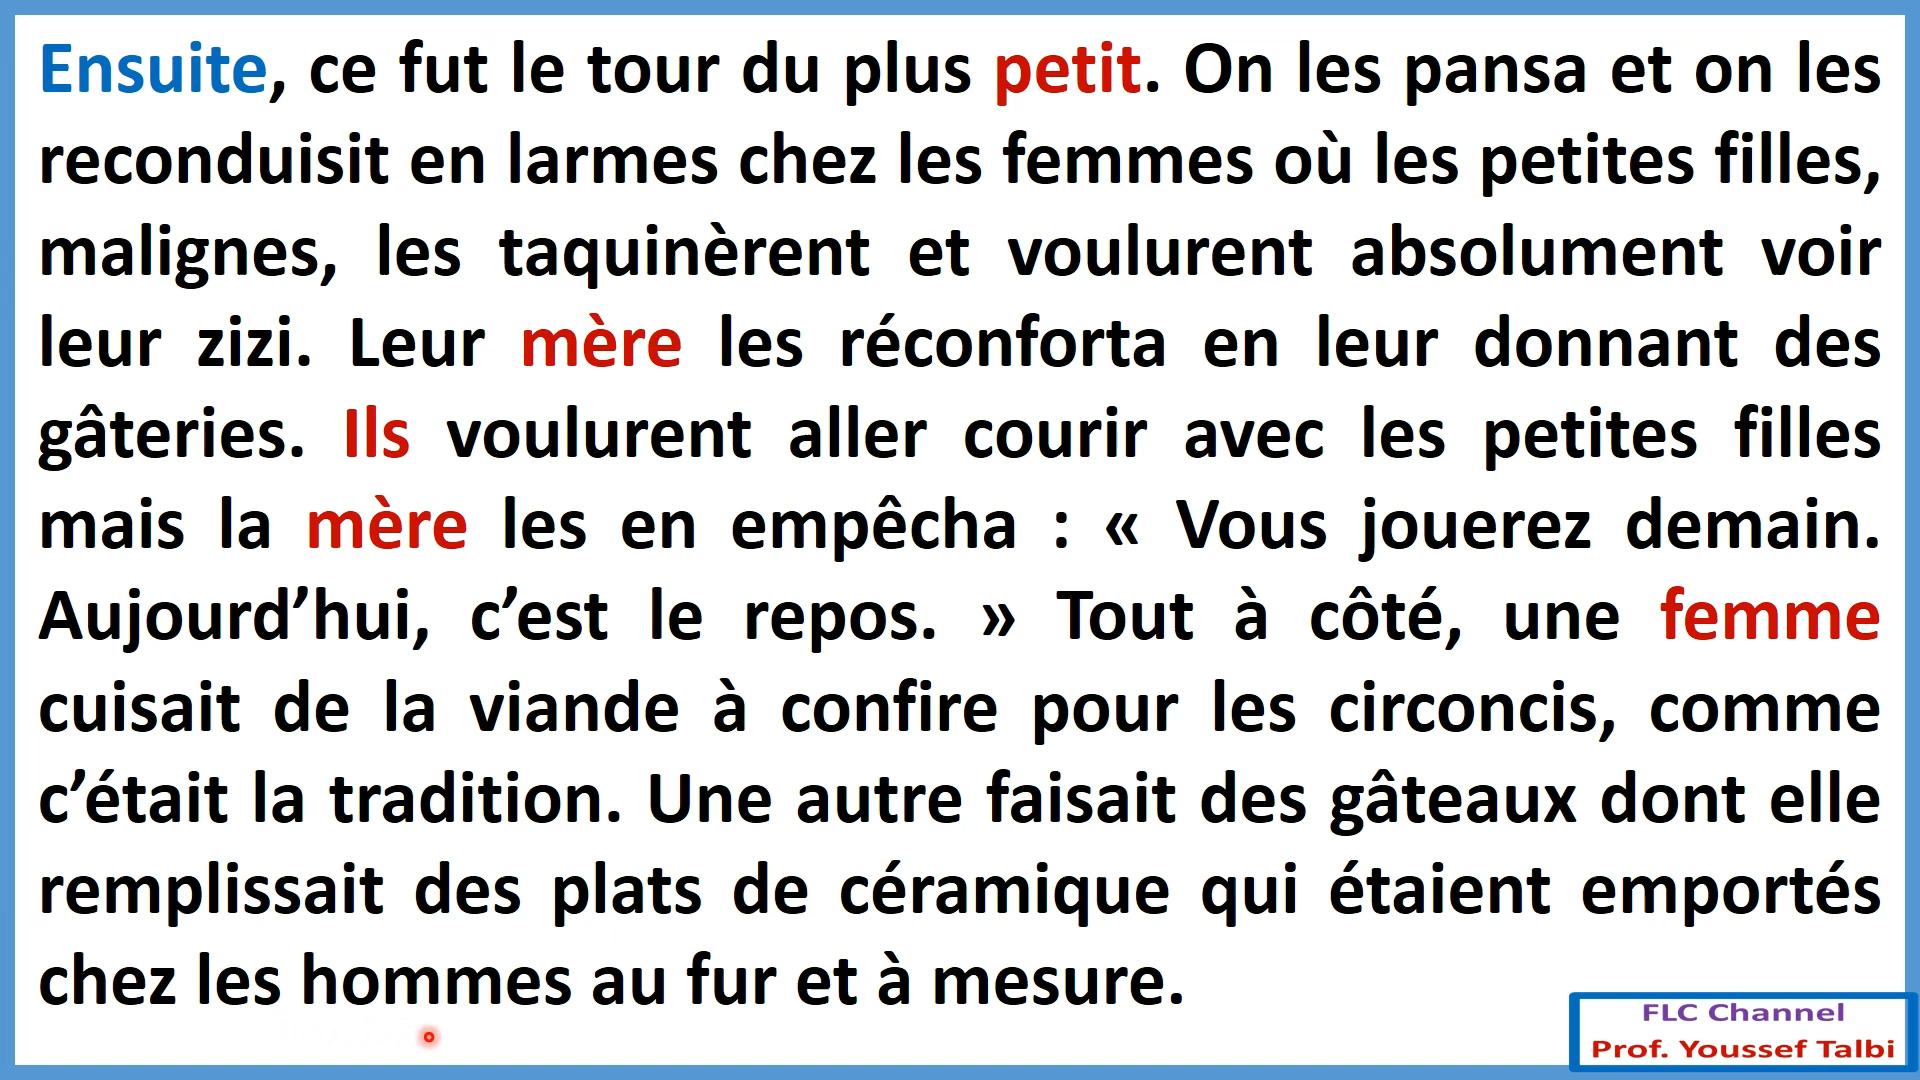 Ensuite, ce fut le tour du plus petit. On les pansa et on les
reconduisit en larmes chez les femmes où les petites filles,
malignes, les taquinèrent et voulurent absolument voir
leur zizi. Leur mère les réconforta en leur donnant des
gâteries. Ils voulurent aller courir avec les petites filles
mais la mère les en empêcha : « Vous jouerez demain.
Aujourd’hui, c’est le repos. » Tout à côté, une femme
cuisait de la viande à confire pour les circoncis, comme
c’était la tradition. Une autre faisait des gâteaux dont elle
remplissait des plats de céramique qui étaient emportés
chez les hommes au fur et à mesure.
FLC Channel
Prof. Youssef Talbi